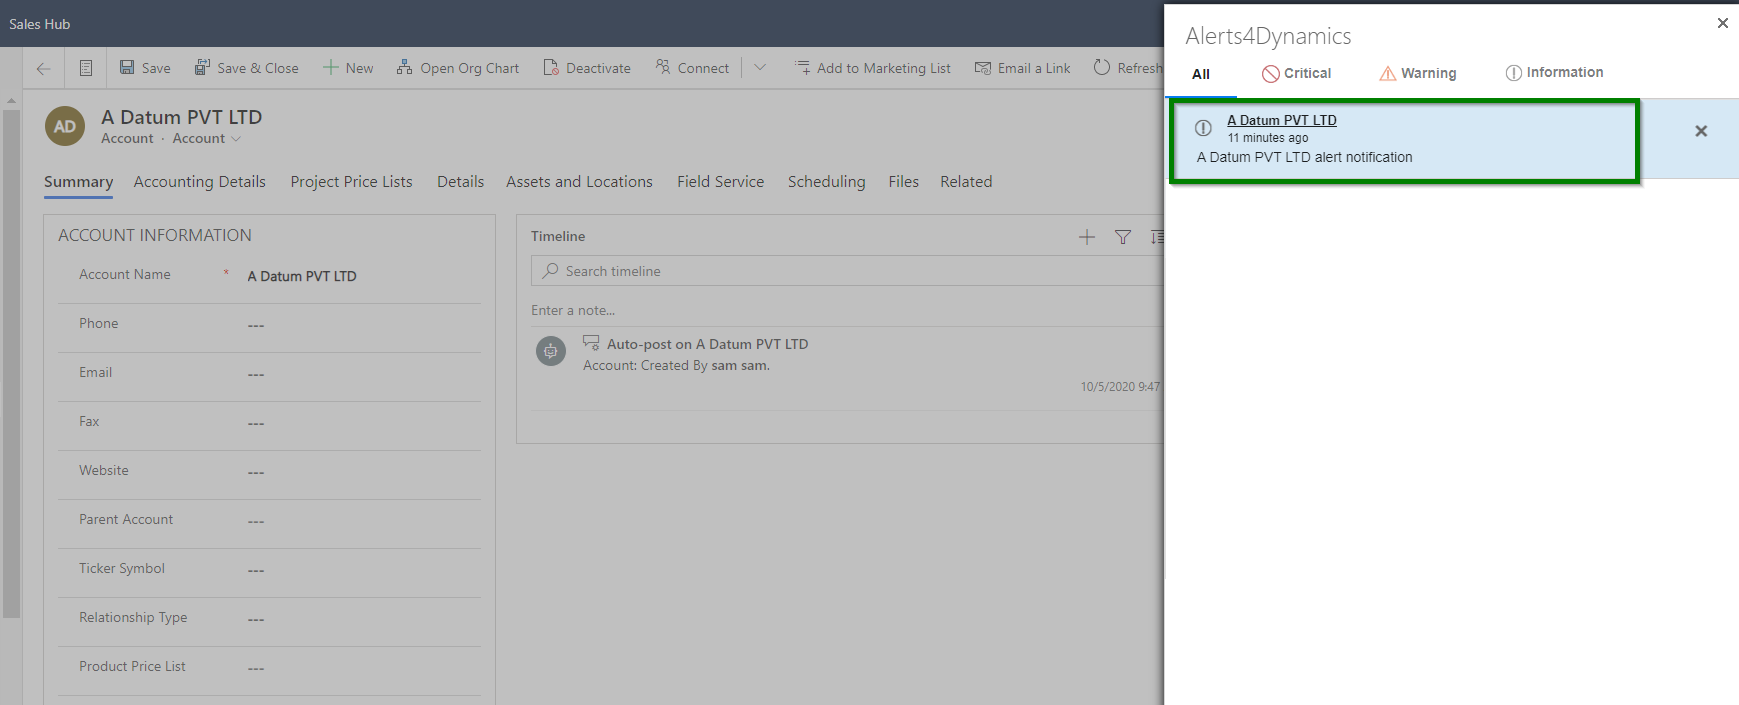 Sales Hub
Save Save & Close New Open Org Chart Deactivate Connect Add to Marketing List Email a Link Refresh
AD
A Datum PVT LTD
Account · Account
Summary Accounting Details Project Price Lists Details Assets and Locations Field Service Scheduling Files Related
ACCOUNT INFORMATION
Account Name * A Datum PVT LTD
Phone ---
Email ---
Fax ---
Website ---
Parent Account ---
Ticker Symbol ---
Relationship Type ---
Product Price List ---
Timeline
Search timeline
Enter a note...
Auto-post on A Datum PVT LTD
Account: Created By sam sam.
10/5/2020 9:47
Alerts4Dynamics
All Critical Warning Information
A Datum PVT LTD
11 minutes ago
A Datum PVT LTD alert notification